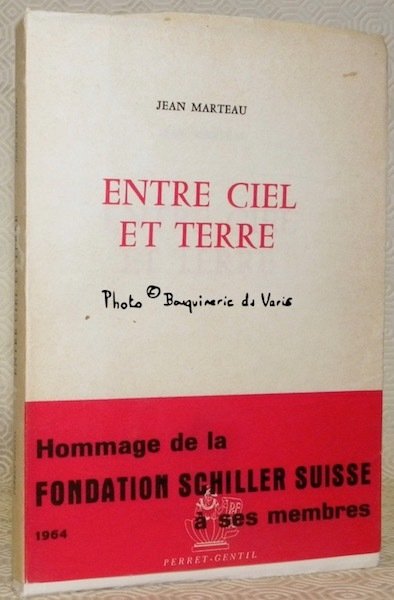 JEAN MARTEAU
ENTRE CIEL
ET TERRE
Photo © Bouquinerie du Varis
Hommage de la
FONDATION SCHILLER SUISSE
à ses membres
1964
PERRET-GENTIL